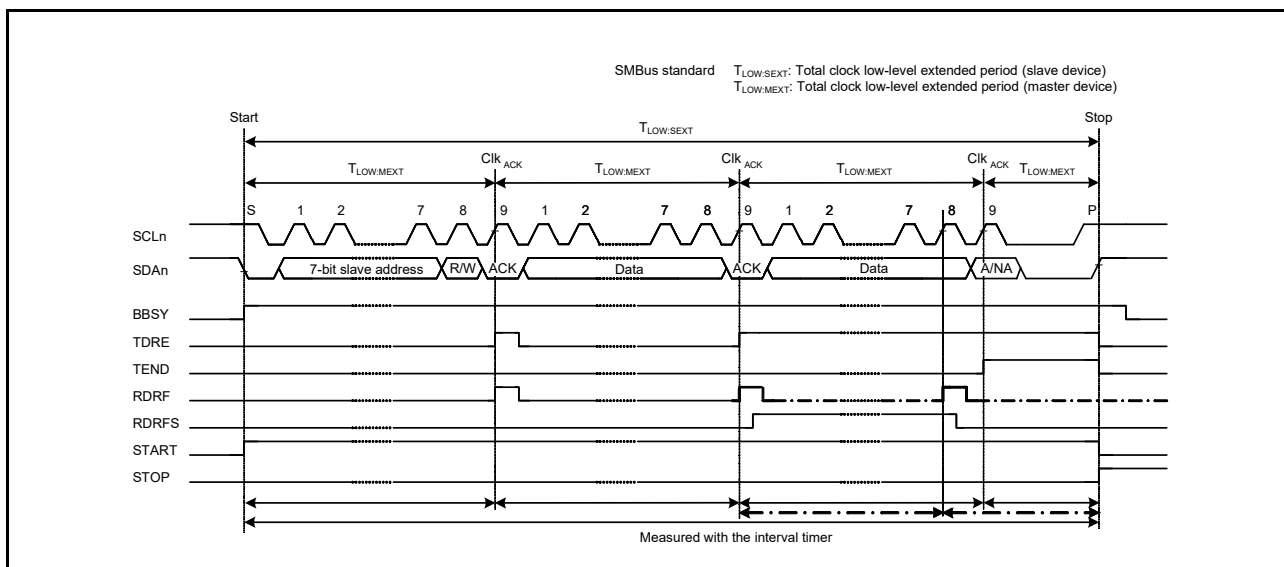 SMBus standard T_LOW:SEXT: Total clock low-level extended period (slave device)
T_LOW:MEXT: Total clock low-level extended period (master device)
Start Stop
T_LOW:SEXT
Clk ACK Clk ACK Clk ACK
T_LOW:MEXT T_LOW:MEXT T_LOW:MEXT T_LOW:MEXT
S 1 2 7 8 9 1 2 7 8 9 1 2 7 8 9 P
SCLn
SDAn 7-bit slave address R/W ACK Data ACK Data A/NA
BBSY
TDRE
TEND
RDRF
RDRFS
START
STOP
Measured with the interval timer